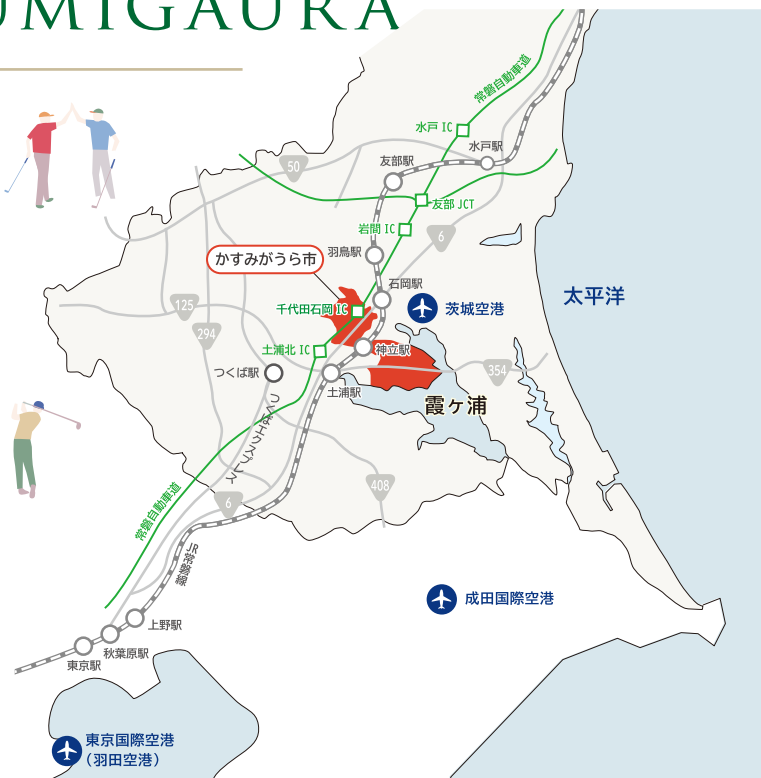 UMIGAURA
常磐自動車道
水戸 IC
水戸駅
友部駅
50
友部 JCT
岩間 IC
6
羽鳥駅
かすみがうら市
石岡駅
太平洋
125
千代田石岡 IC
茨城空港
294
土浦北 IC
神立駅
つくば駅
354
土浦駅
霞ヶ浦
つくばエクスプレス
408
6
常磐自動車道
JR常磐線
成田国際空港
上野駅
秋葉原駅
東京駅
東京国際空港
（羽田空港）